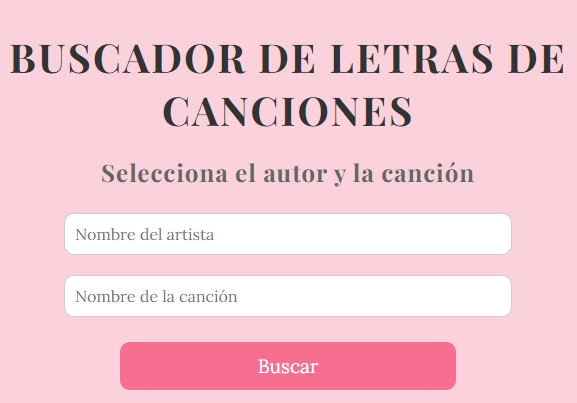 BUSCADOR DE LETRAS DE
CANCIONES
Selecciona el autor y la canción
Nombre del artista
Nombre de la canción
Buscar